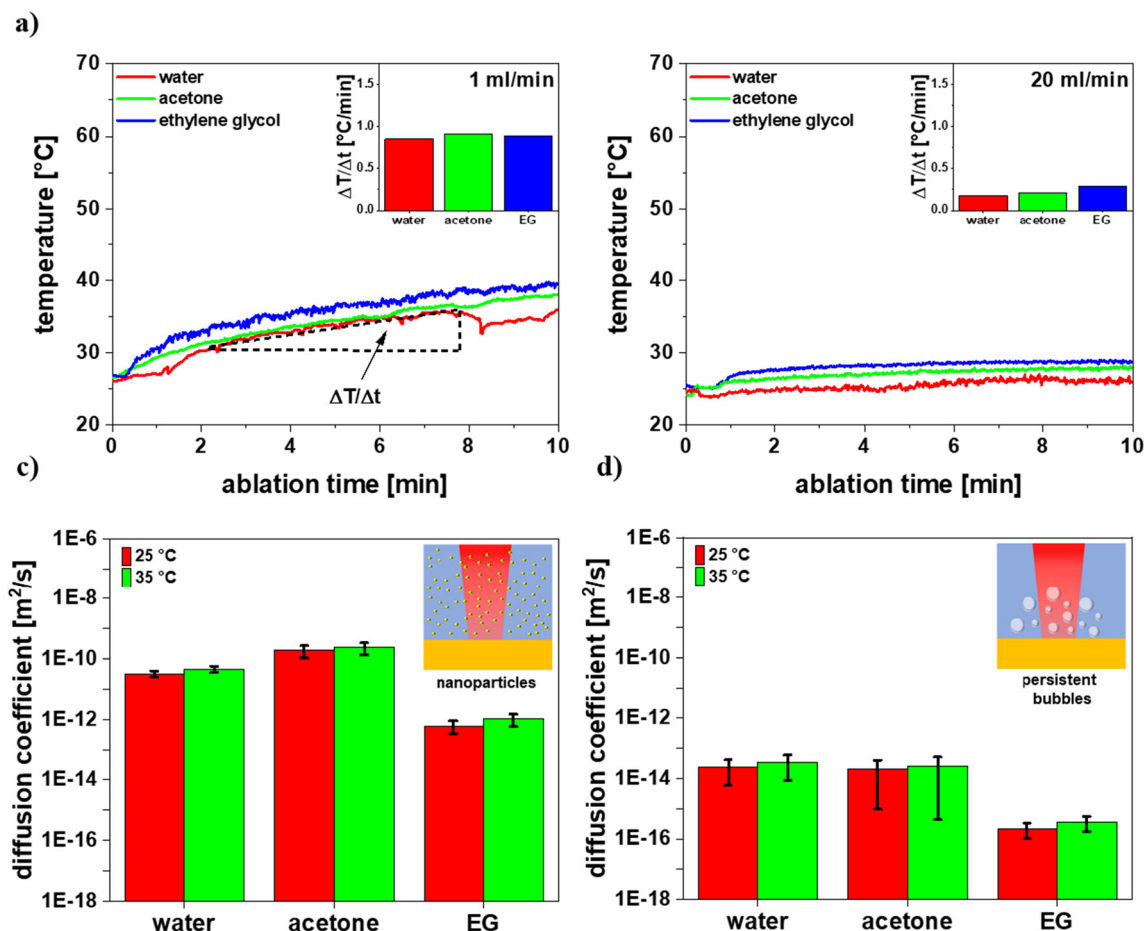 a)
water
acetone
ethylene glycol
1 ml/min
ΔT/Δt [°C/min]
1.5
1.0
0.5
0.0
water acetone EG
temperature [°C]
70
60
50
40
30
20
ΔT/Δt
0 2 4 6 8 10
ablation time [min]
water
acetone
ethylene glycol
20 ml/min
ΔT/Δt [°C/min]
1.5
1.0
0.5
0.0
water acetone EG
temperature [°C]
70
60
50
40
30
20
0 2 4 6 8 10
ablation time [min]
c)
25 °C
35 °C
nanoparticles
diffusion coefficient [m²/s]
1E-6
1E-8
1E-10
1E-12
1E-14
1E-16
1E-18
water acetone EG
d)
25 °C
35 °C
persistent
bubbles
diffusion coefficient [m²/s]
1E-6
1E-8
1E-10
1E-12
1E-14
1E-16
1E-18
water acetone EG